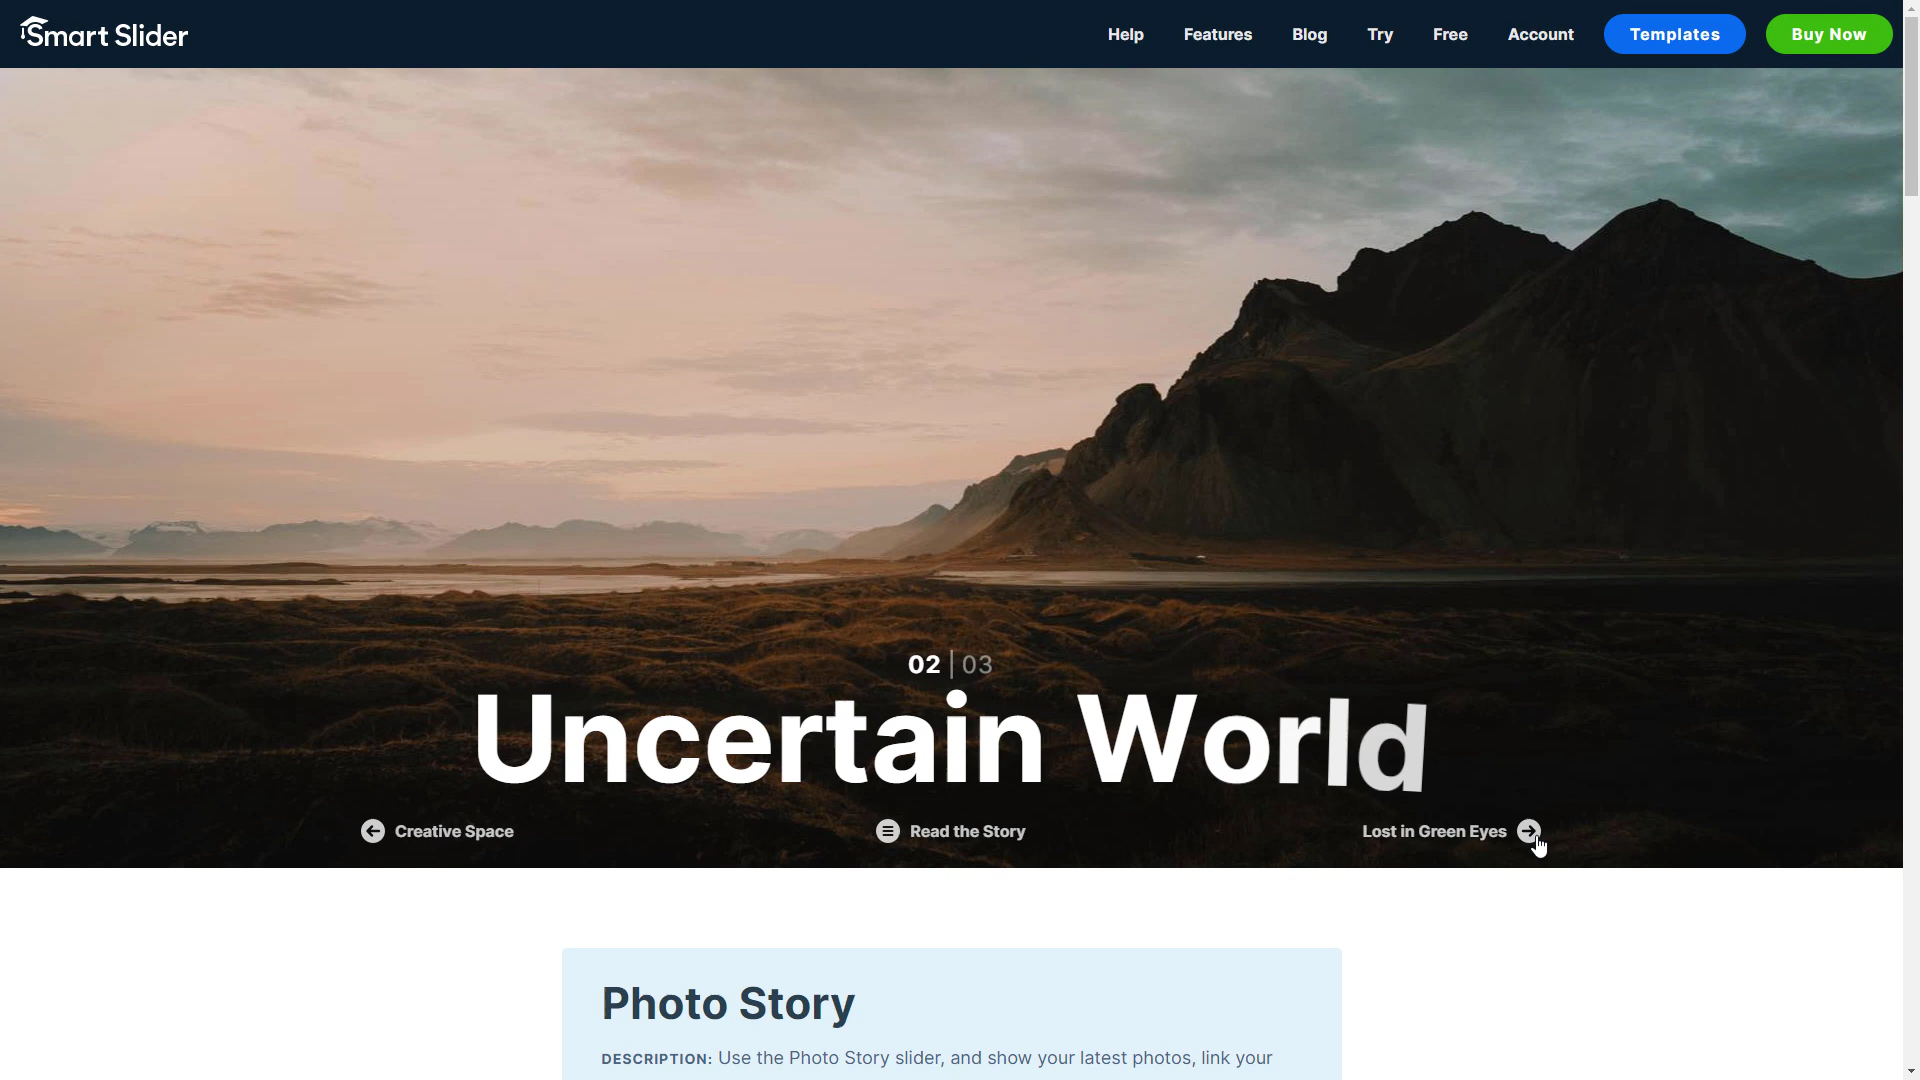 Smart Slider
Help Features Blog Try Free Account Templates Buy Now
02 | 03
Uncertain World
Creative Space Read the Story Lost in Green Eyes
Photo Story
DESCRIPTION: Use the Photo Story slider, and show your latest photos, link your